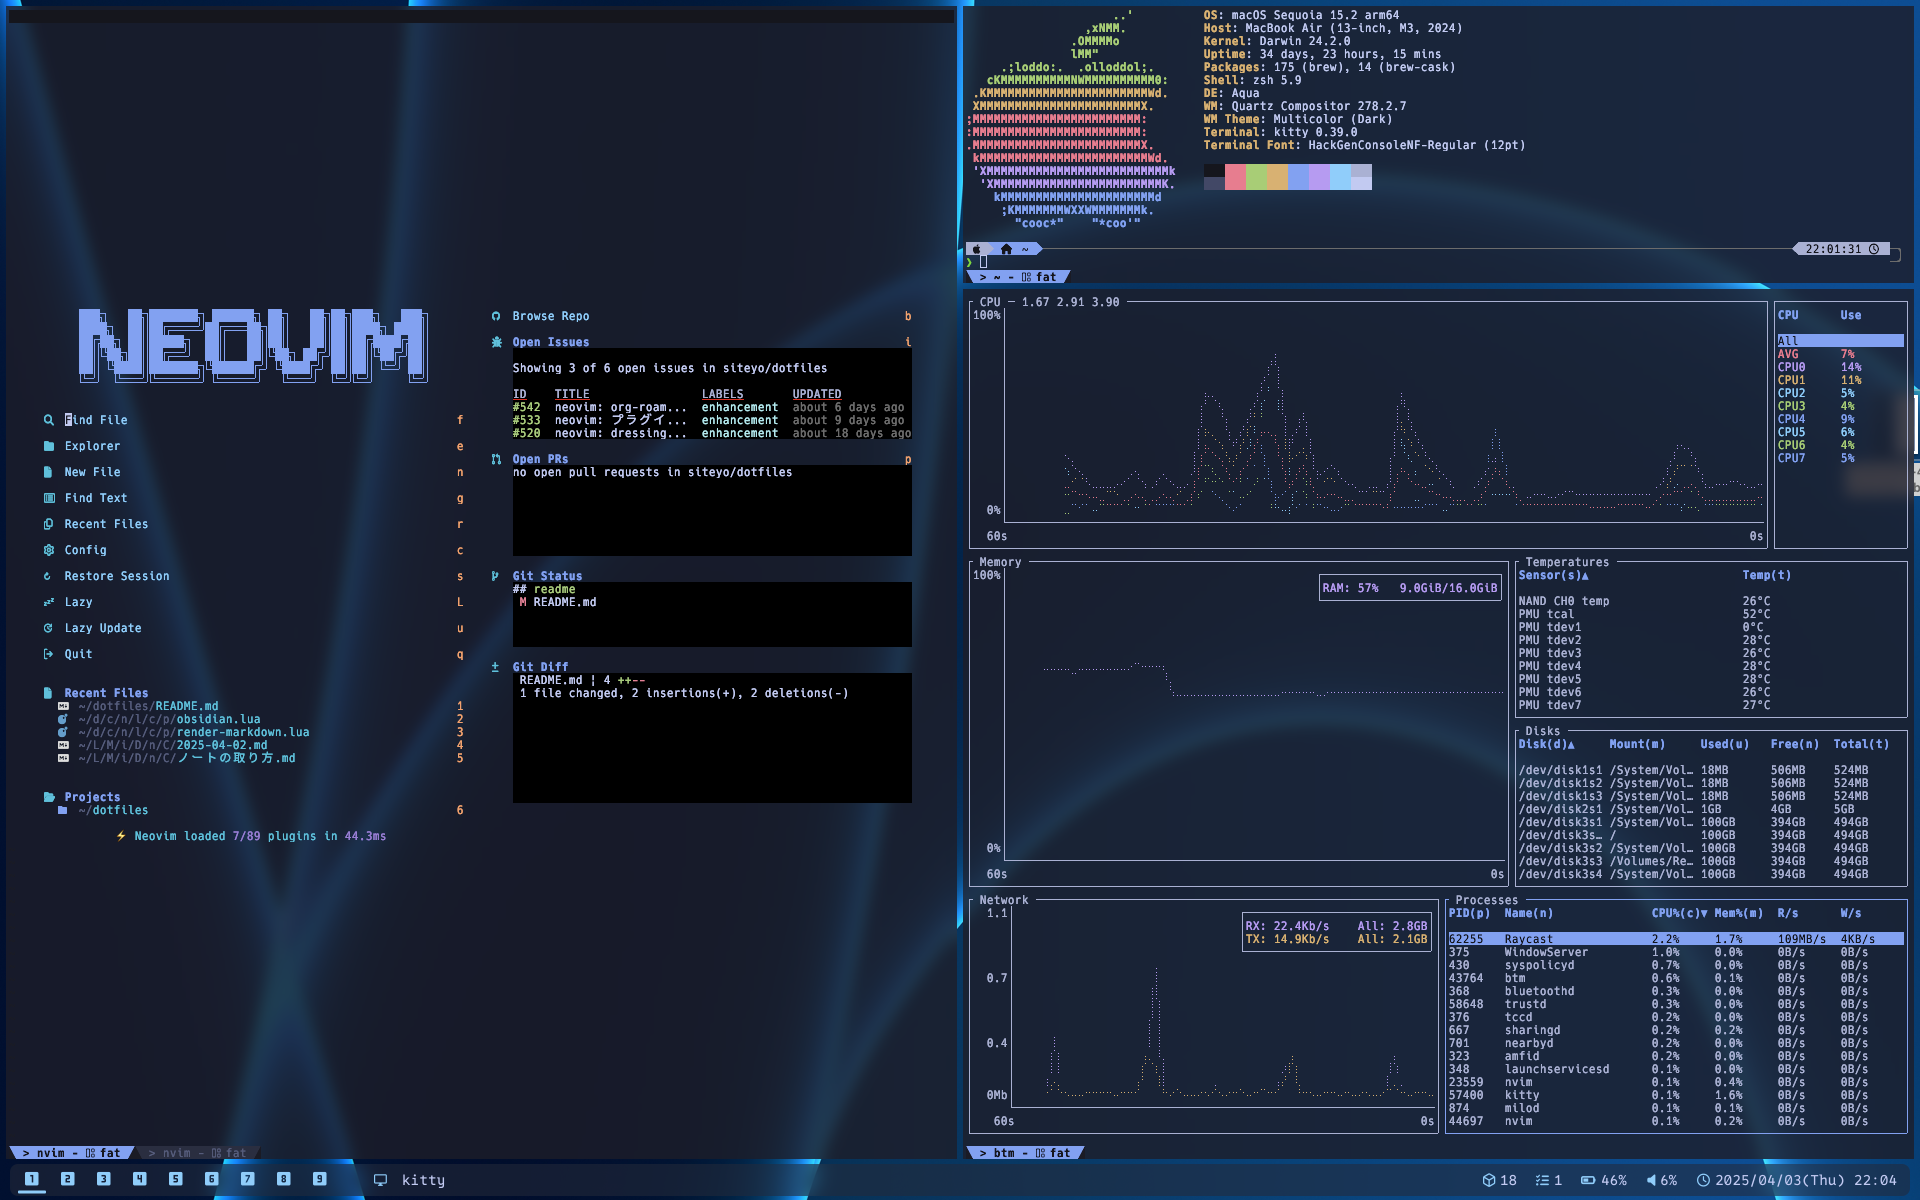 NEOVIM
Find File f
Explorer e
New File n
Find Text g
Recent Files r
Config c
Restore Session s
Lazy L
Lazy Update u
Quit q
Recent Files
~/dotfiles/README.md 1
~/d/c/n/l/c/p/obsidian.lua 2
~/d/c/n/l/c/p/render-markdown.lua 3
~/L/M/i/D/n/C/2025-04-02.md 4
~/L/M/i/D/n/C/ノートの取り方.md 5
Projects
~/dotfiles 6
⚡ Neovim loaded 7/89 plugins in 44.3ms
Browse Repo b
Open Issues i
Showing 3 of 6 open issues in siteyo/dotfiles
ID TITLE LABELS UPDATED
#542 neovim: org-roam... enhancement about 6 days ago
#533 neovim: プラグイ... enhancement about 9 days ago
#520 neovim: dressing... enhancement about 18 days ago
Open PRs p
no open pull requests in siteyo/dotfiles
Git Status
## readme
M README.md
Git Diff
README.md | 4 ++--
1 file changed, 2 insertions(+), 2 deletions(-)
> nvim - fat > nvim - fat
..'
,xNMM.
.OMMMMo
lMM"
.;loddo:. .olloddol;.
cKMMMMMMMMMMNWMMMMMMMMMM0:
.KMMMMMMMMMMMMMMMMMMMMMMMWd.
XMMMMMMMMMMMMMMMMMMMMMMMX.
;MMMMMMMMMMMMMMMMMMMMMMMM:
:MMMMMMMMMMMMMMMMMMMMMMMM:
.MMMMMMMMMMMMMMMMMMMMMMMMX.
kMMMMMMMMMMMMMMMMMMMMMMMMWd.
'XMMMMMMMMMMMMMMMMMMMMMMMMMMk
'XMMMMMMMMMMMMMMMMMMMMMMMMK.
kMMMMMMMMMMMMMMMMMMMMMMd
;KMMMMMMMWXXWMMMMMMMk.
"cooc*" "*coo'"
OS: macOS Sequoia 15.2 arm64
Host: MacBook Air (13-inch, M3, 2024)
Kernel: Darwin 24.2.0
Uptime: 34 days, 23 hours, 15 mins
Packages: 175 (brew), 14 (brew-cask)
Shell: zsh 5.9
DE: Aqua
WM: Quartz Compositor 278.2.7
WM Theme: Multicolor (Dark)
Terminal: kitty 0.39.0
Terminal Font: HackGenConsoleNF-Regular (12pt)
~ 22:01:31
❯
> ~ - fat
CPU — 1.67 2.91 3.90
100%
0%
60s 0s
CPU Use
All
AVG 7%
CPU0 14%
CPU1 11%
CPU2 5%
CPU3 4%
CPU4 9%
CPU5 6%
CPU6 4%
CPU7 5%
Memory
100%
RAM: 57% 9.0GiB/16.0GiB
0%
60s 0s
Temperatures
Sensor(s)▲ Temp(t)
NAND CH0 temp 26°C
PMU tcal 52°C
PMU tdev1 0°C
PMU tdev2 28°C
PMU tdev3 26°C
PMU tdev4 28°C
PMU tdev5 28°C
PMU tdev6 26°C
PMU tdev7 27°C
Disks
Disk(d)▲ Mount(m) Used(u) Free(n) Total(t)
/dev/disk1s1 /System/Vol… 18MB 506MB 524MB
/dev/disk1s2 /System/Vol… 18MB 506MB 524MB
/dev/disk1s3 /System/Vol… 18MB 506MB 524MB
/dev/disk2s1 /System/Vol… 1GB 4GB 5GB
/dev/disk3s1 /System/Vol… 100GB 394GB 494GB
/dev/disk3s… / 100GB 394GB 494GB
/dev/disk3s2 /System/Vol… 100GB 394GB 494GB
/dev/disk3s3 /Volumes/Re… 100GB 394GB 494GB
/dev/disk3s4 /System/Vol… 100GB 394GB 494GB
Network
1.1
0.7
0.4
0Mb
60s 0s
RX: 22.4Kb/s All: 2.8GB
TX: 14.9Kb/s All: 2.1GB
Processes
PID(p) Name(n) CPU%(c)▼ Mem%(m) R/s W/s
62255 Raycast 2.2% 1.7% 109MB/s 4KB/s
375 WindowServer 1.0% 0.0% 0B/s 0B/s
430 syspolicyd 0.7% 0.0% 0B/s 0B/s
43764 btm 0.6% 0.1% 0B/s 0B/s
368 bluetoothd 0.3% 0.0% 0B/s 0B/s
58648 trustd 0.3% 0.0% 0B/s 0B/s
376 tccd 0.2% 0.0% 0B/s 0B/s
667 sharingd 0.2% 0.2% 0B/s 0B/s
701 nearbyd 0.2% 0.0% 0B/s 0B/s
323 amfid 0.2% 0.0% 0B/s 0B/s
348 launchservicesd 0.1% 0.0% 0B/s 0B/s
23559 nvim 0.1% 0.4% 0B/s 0B/s
57400 kitty 0.1% 1.6% 0B/s 0B/s
874 milod 0.1% 0.1% 0B/s 0B/s
44697 nvim 0.1% 0.2% 0B/s 0B/s
> btm - fat
1 2 3 4 5 6 7 8 9 kitty 18 1 46% 6% 2025/04/03(Thu) 22:04